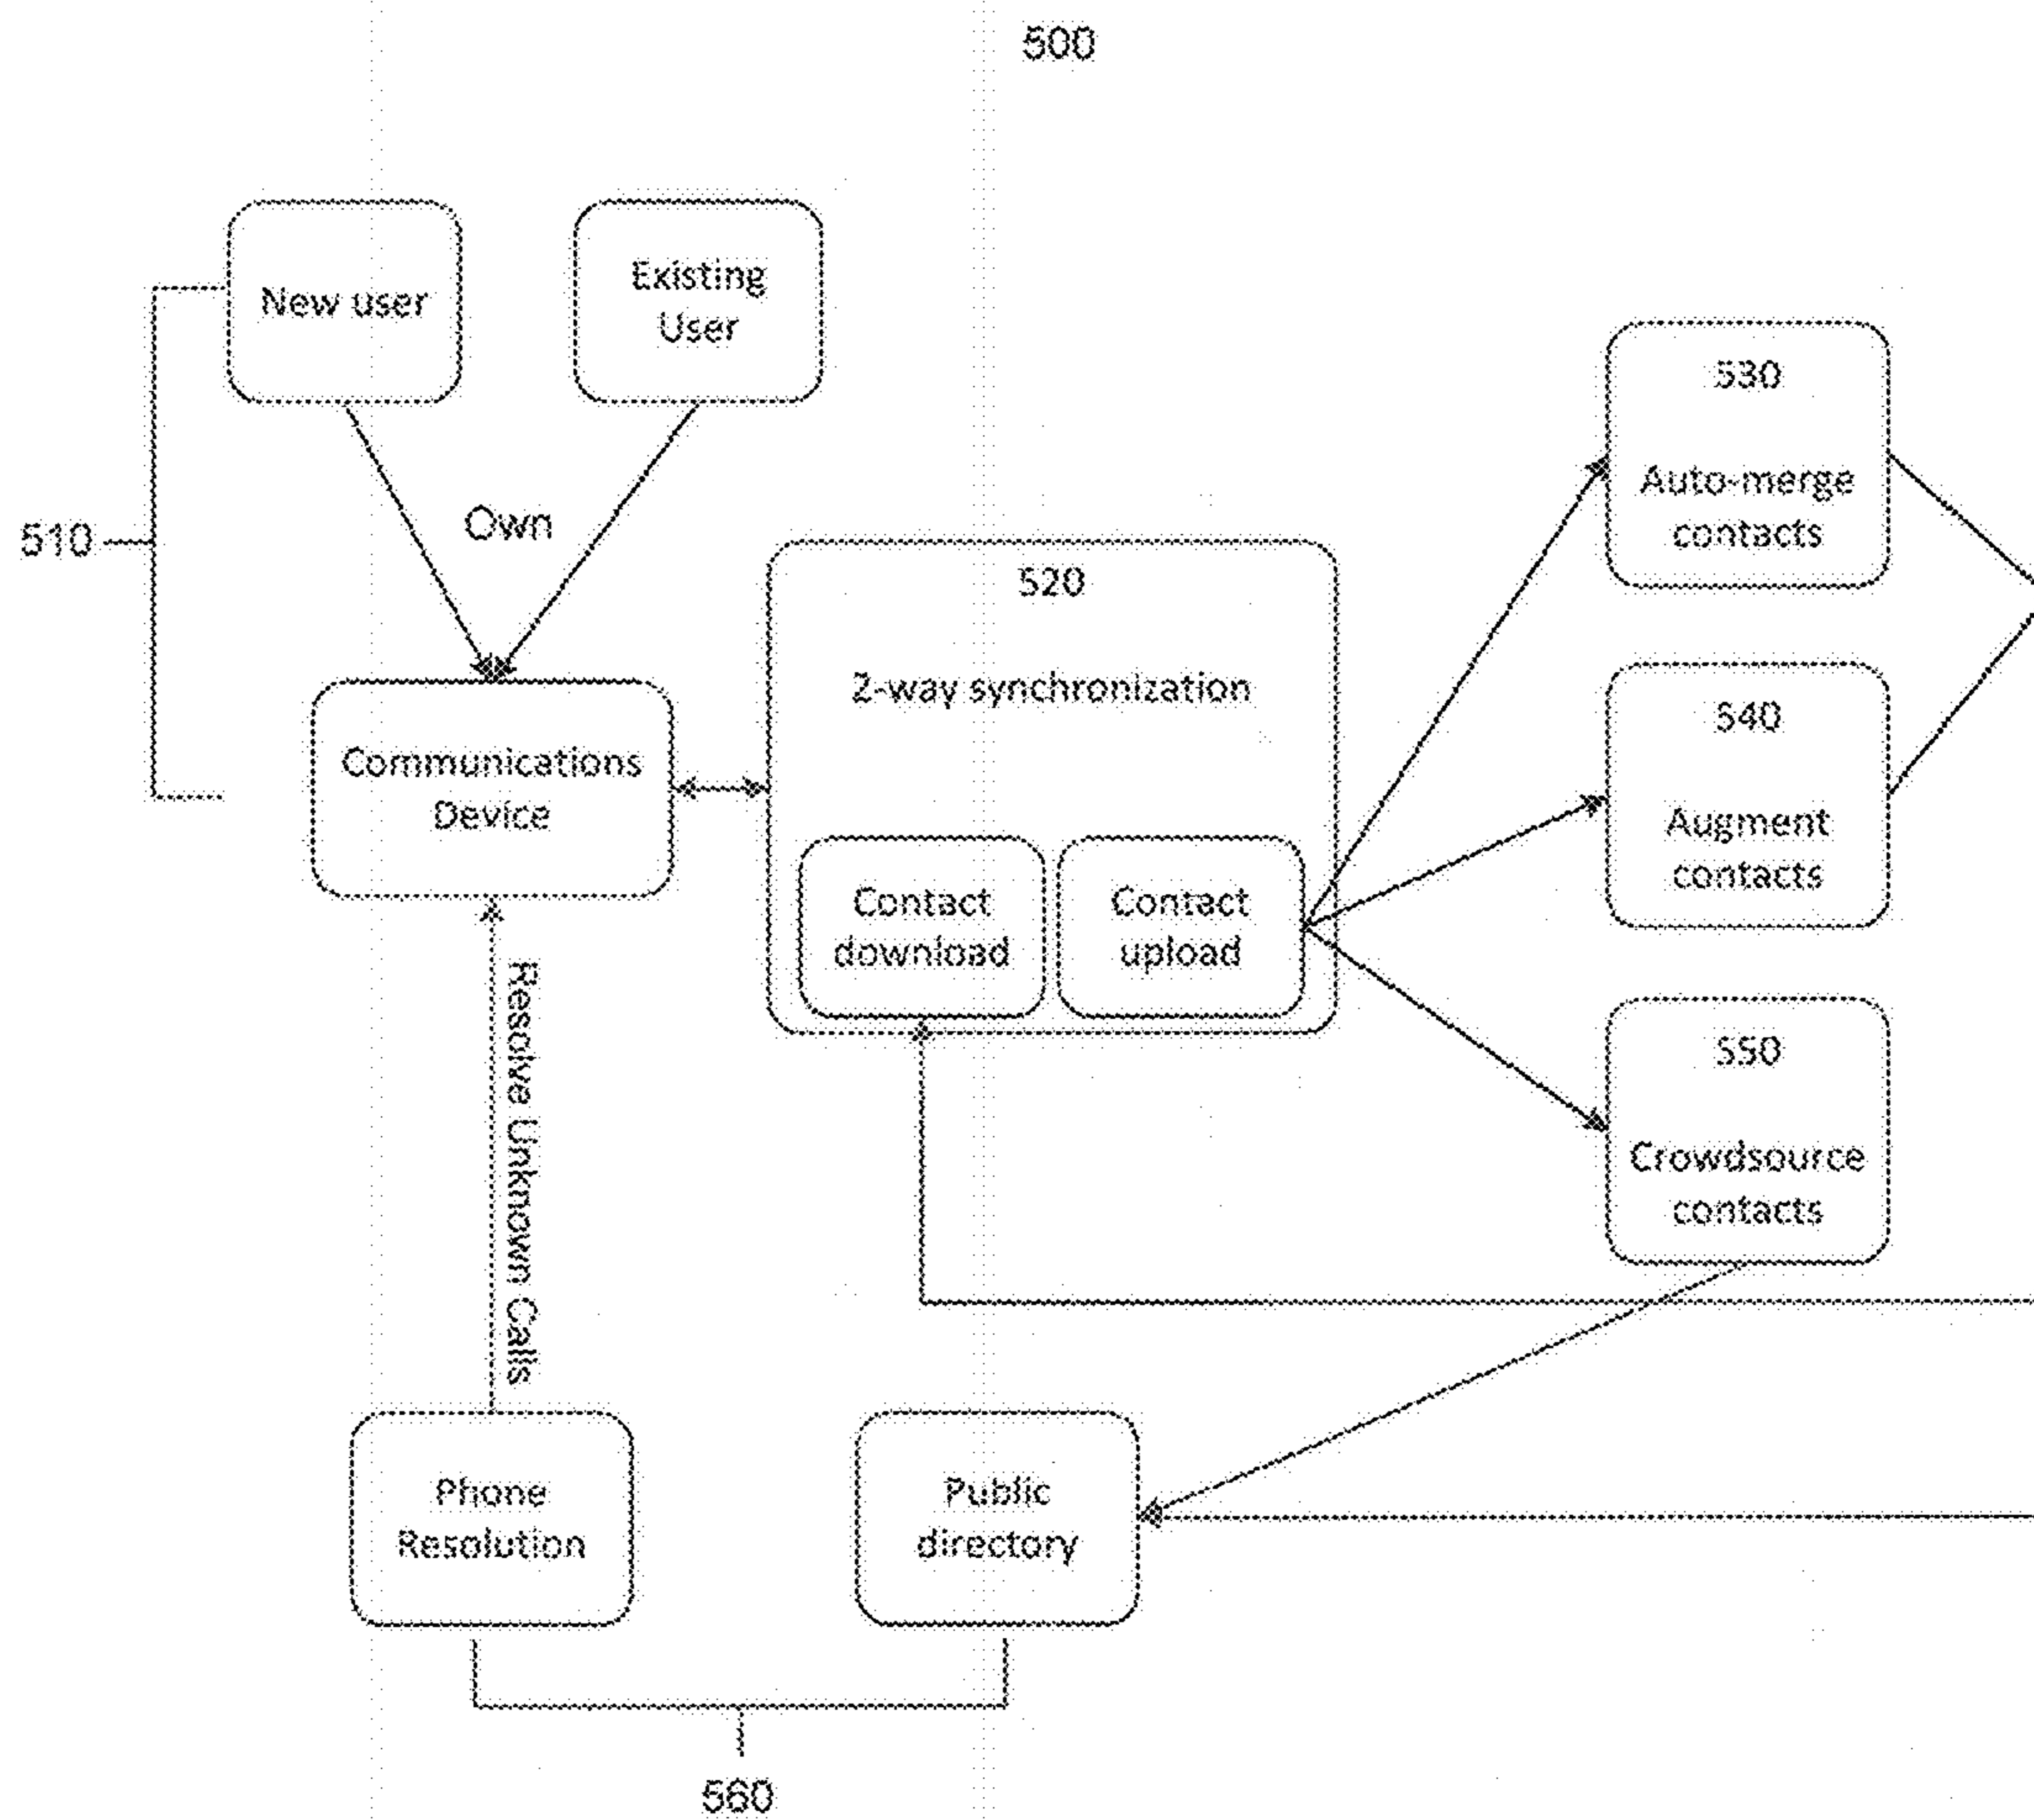 500
New user
Existing
User
510
Own
530
Auto-merge
contacts
520
2-way synchronization
540
Augment
contacts
Communications
Device
Contact
download
Contact
upload
Resolve Unknown Calls
550
Crowdsource
contacts
Phone
Resolution
Public
directory
560